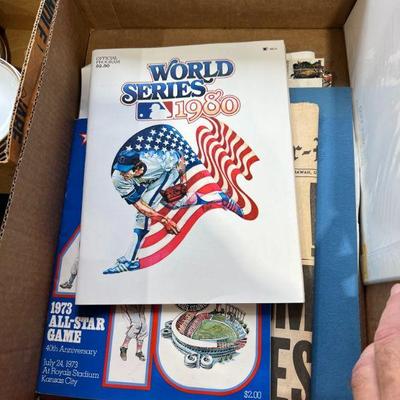 OFFICIAL
PROGRAM
$2.50
WORLD
SERIES
1980
1973
ALL-STAR
GAME
40th Anniversary
July 24, 1973
At Royals Stadium
Kansas City
$2.00
ES